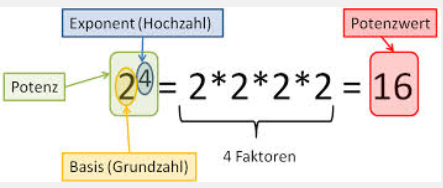 Exponent (Hochzahl)
Potenzwert
Potenz
2⁴ = 2*2*2*2 = 16
4 Faktoren
Basis (Grundzahl)